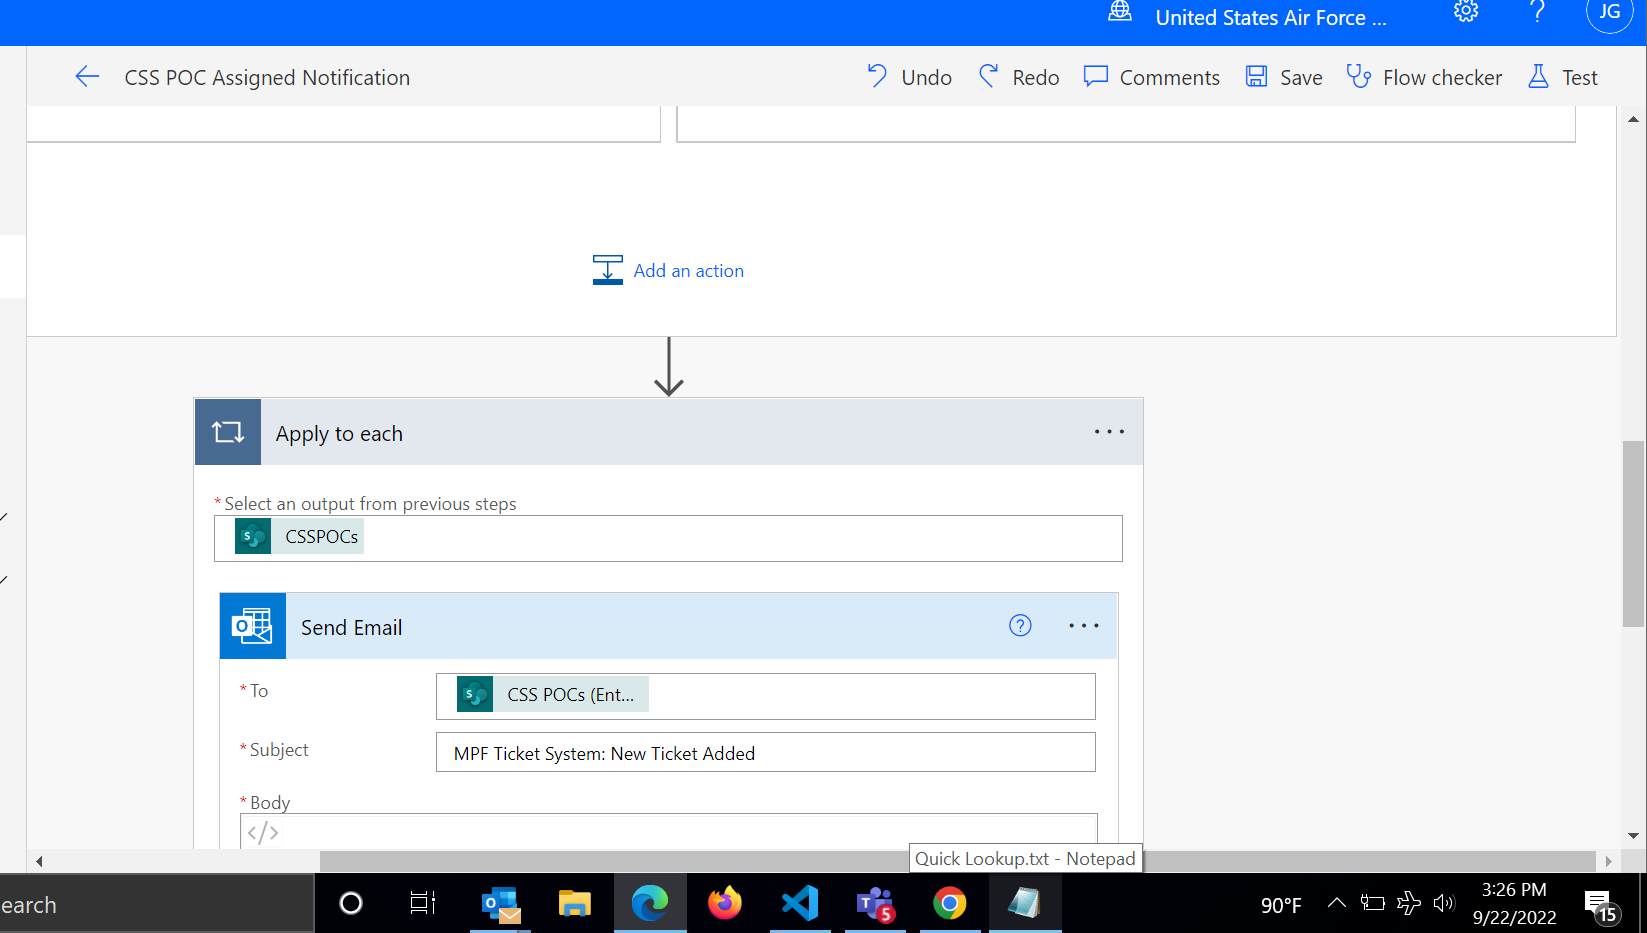 United States Air Force ...
?
JG
CSS POC Assigned Notification
Undo
Redo
Comments
Save
Flow checker
Test
Add an action
Apply to each
...
* Select an output from previous steps
S
CSSPOCs
O
Send Email
?
...
* To
S
CSS POCs (Ent...
* Subject
MPF Ticket System: New Ticket Added
* Body
</>
Quick Lookup.txt - Notepad
earch
O
T
5
90°F
3:26 PM
9/22/2022
15